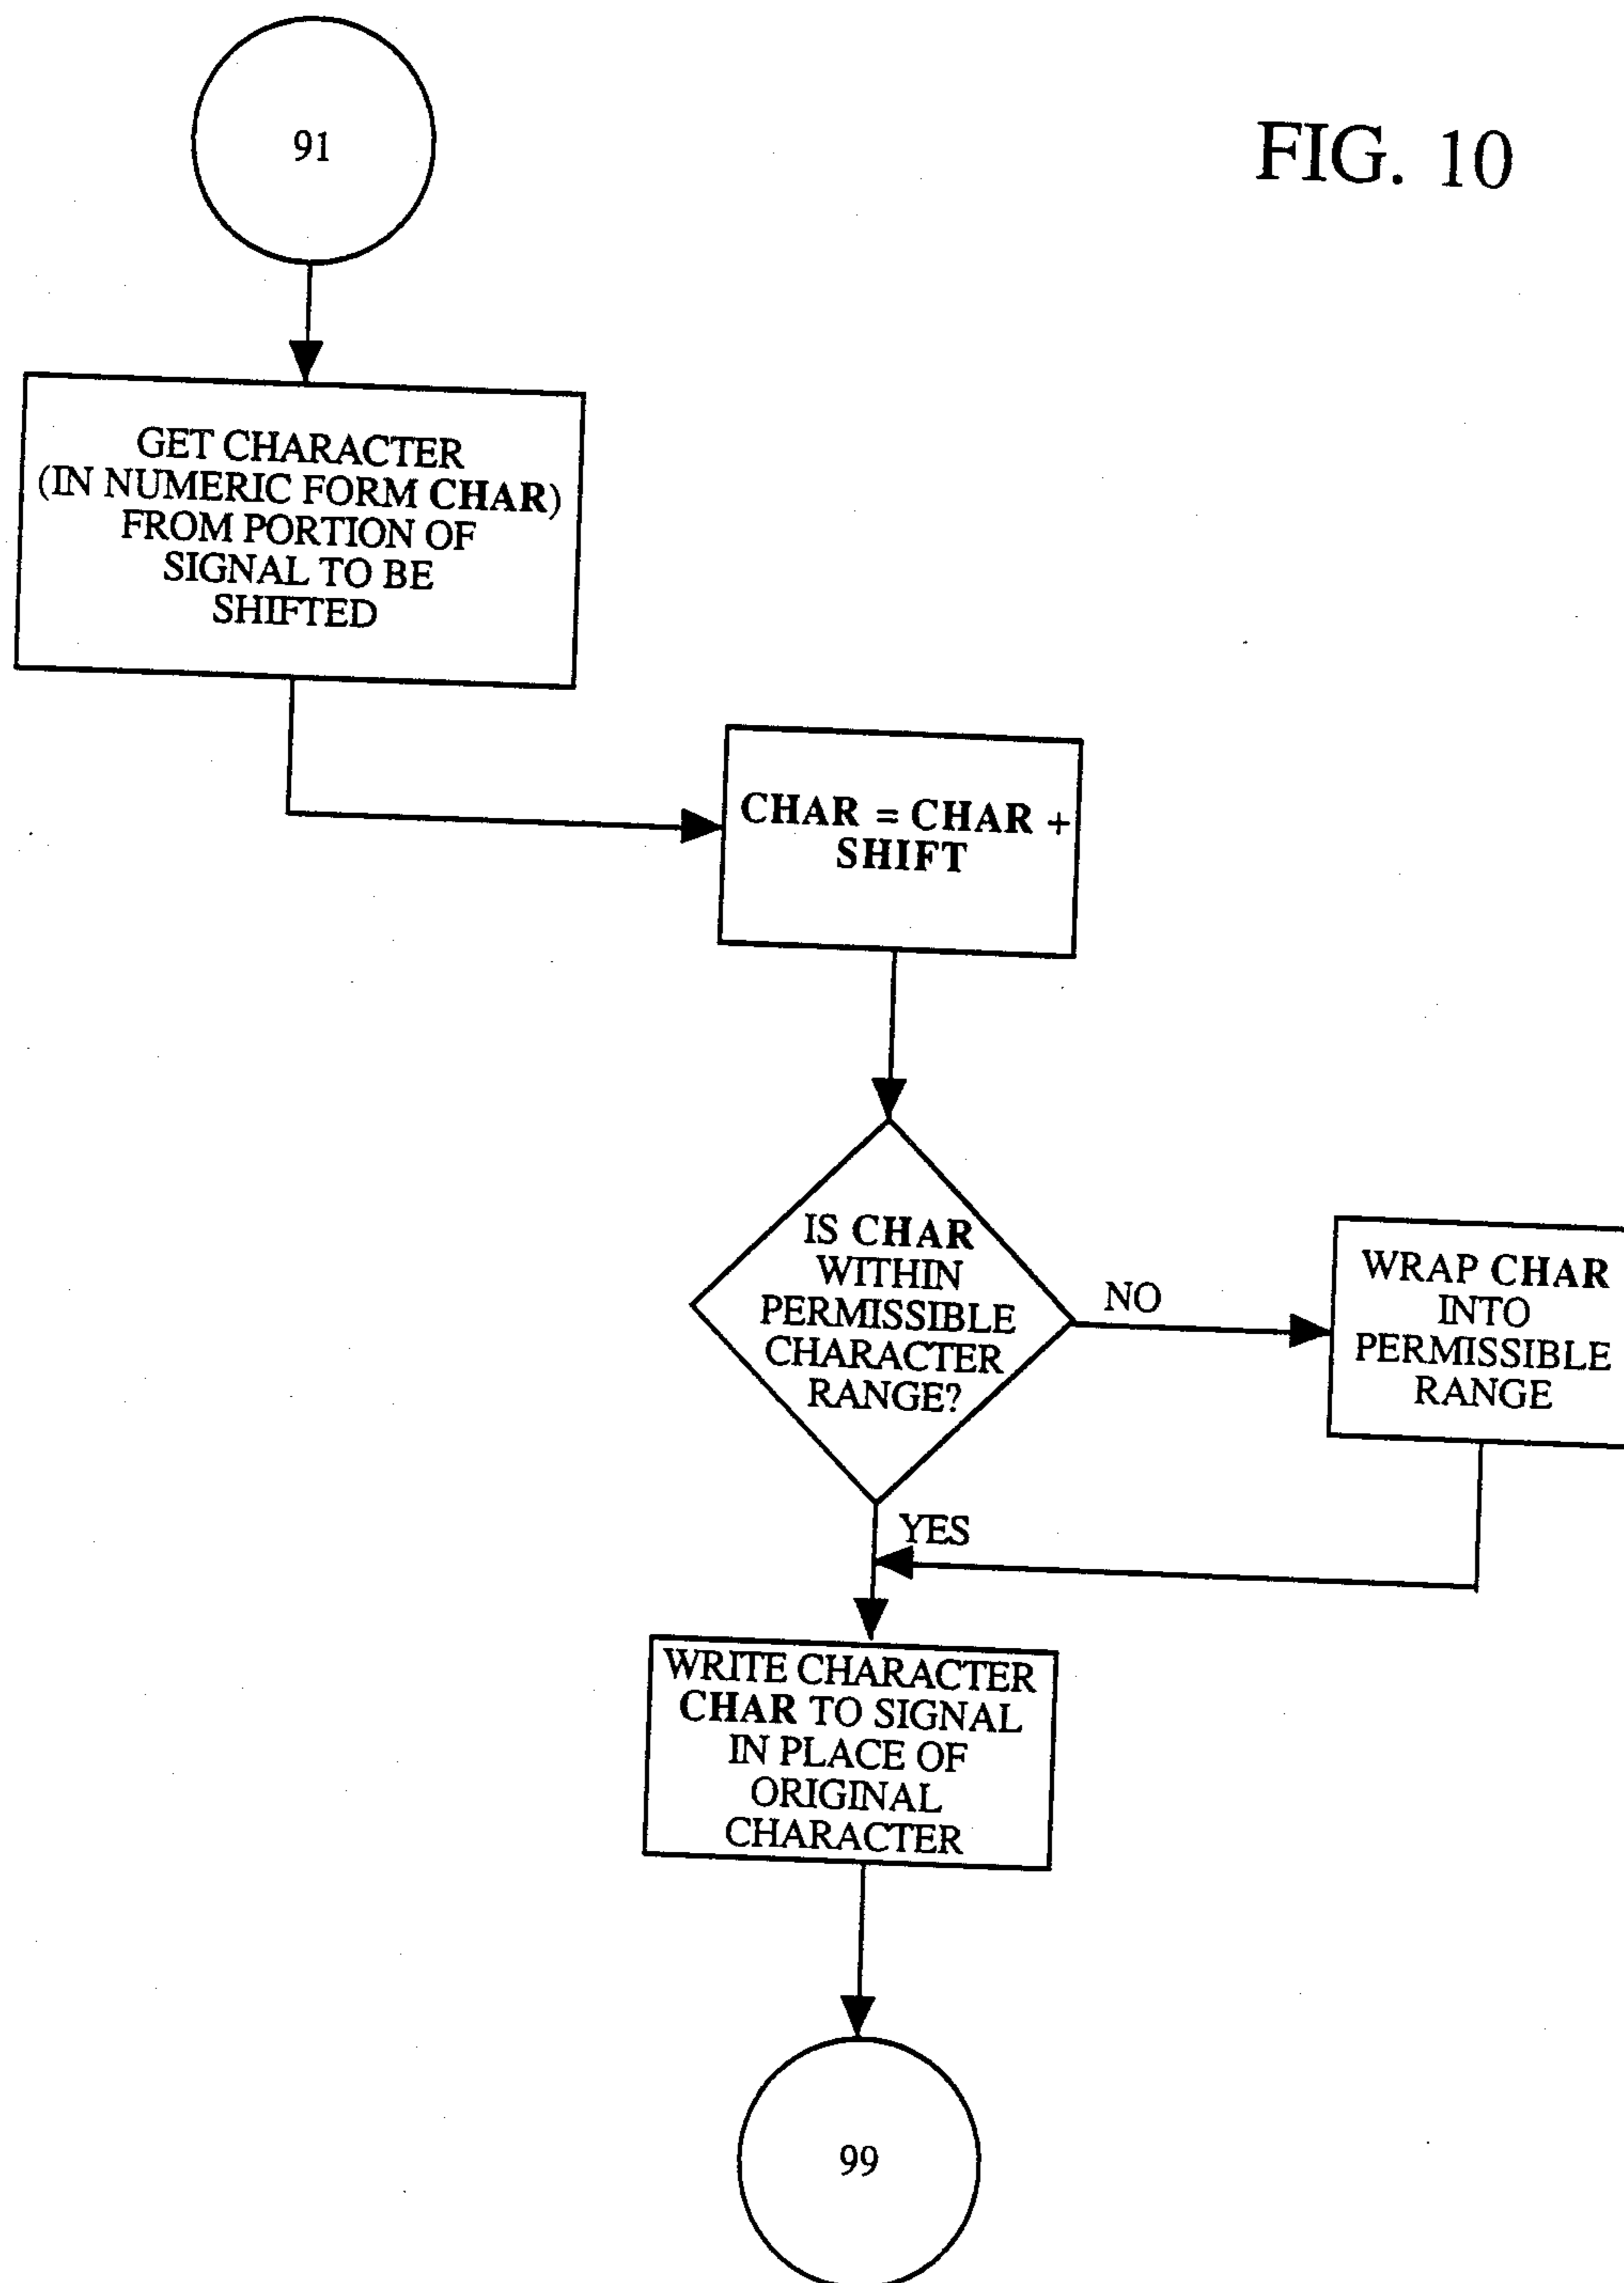 FIG. 10
91
GET CHARACTER
(IN NUMERIC FORM CHAR)
FROM PORTION OF
SIGNAL TO BE
SHIFTED
CHAR = CHAR +
SHIFT
IS CHAR
WITHIN
PERMISSIBLE
CHARACTER
RANGE?
NO
WRAP CHAR
INTO
PERMISSIBLE
RANGE
YES
WRITE CHARACTER
CHAR TO SIGNAL
IN PLACE OF
ORIGINAL
CHARACTER
99